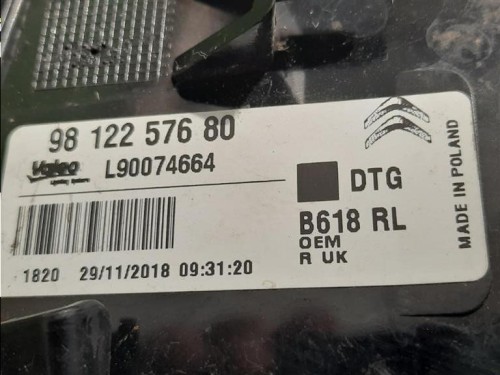 98 122 576 80
Valeo
L90074664
DTG
B618 RL
OEM
R UK
1820 29/11/2018 09:31:20
MADE IN POLAND